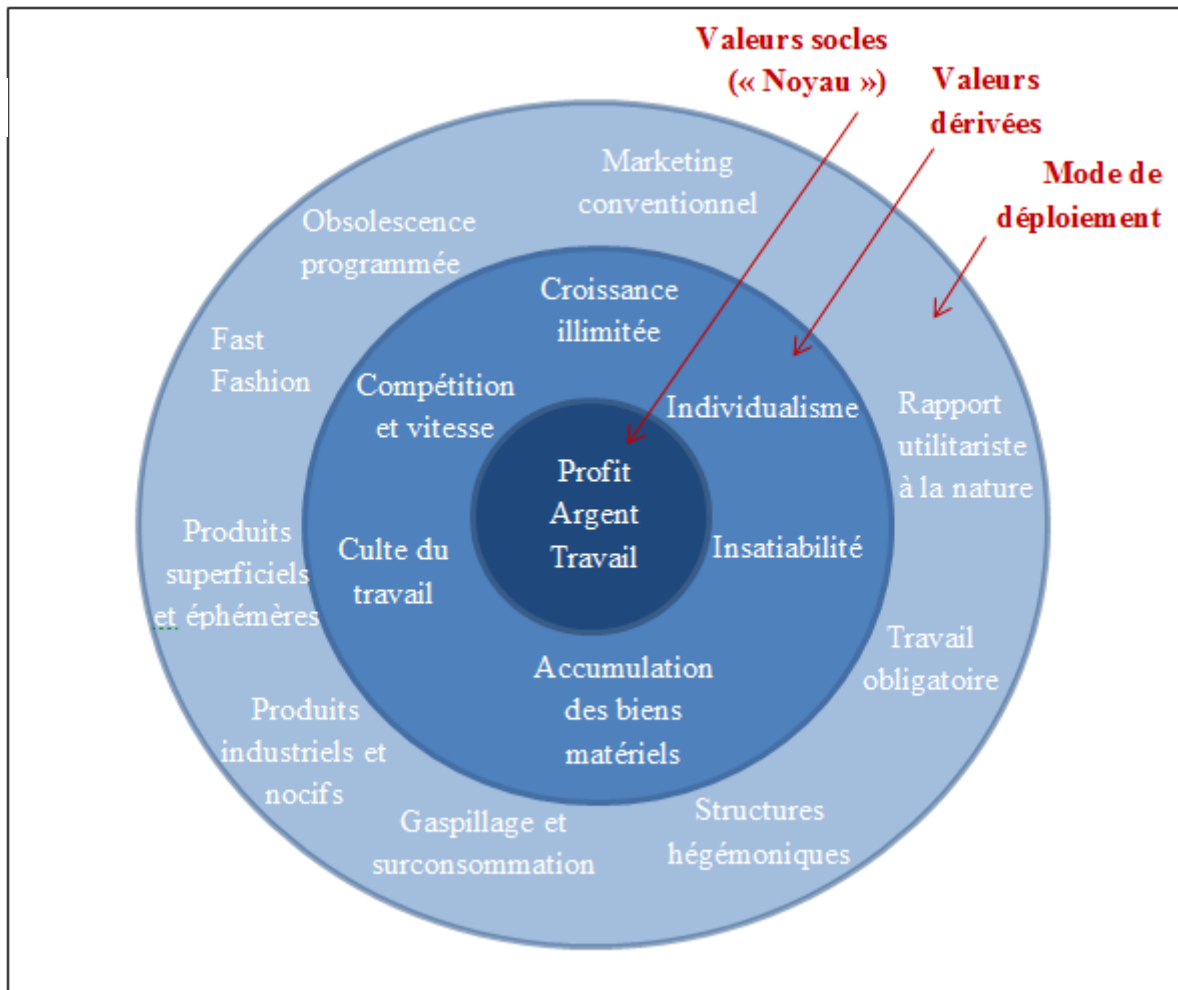 Valeurs socles
(« Noyau »)
Valeurs
dérivées
Mode de
déploiement
Marketing
conventionnel
Obsolescence
programmée
Fast
Fashion
Produits
superficiels
et éphémères
Produits
industriels et
nocifs
Gaspillage et
surconsommation
Structures
hégémoniques
Travail
obligatoire
Rapport
utilitariste
à la nature
Croissance
illimitée
Individualisme
Insatiabilité
Accumulation
des biens
matériels
Culte du
travail
Compétition
et vitesse
Profit
Argent
Travail